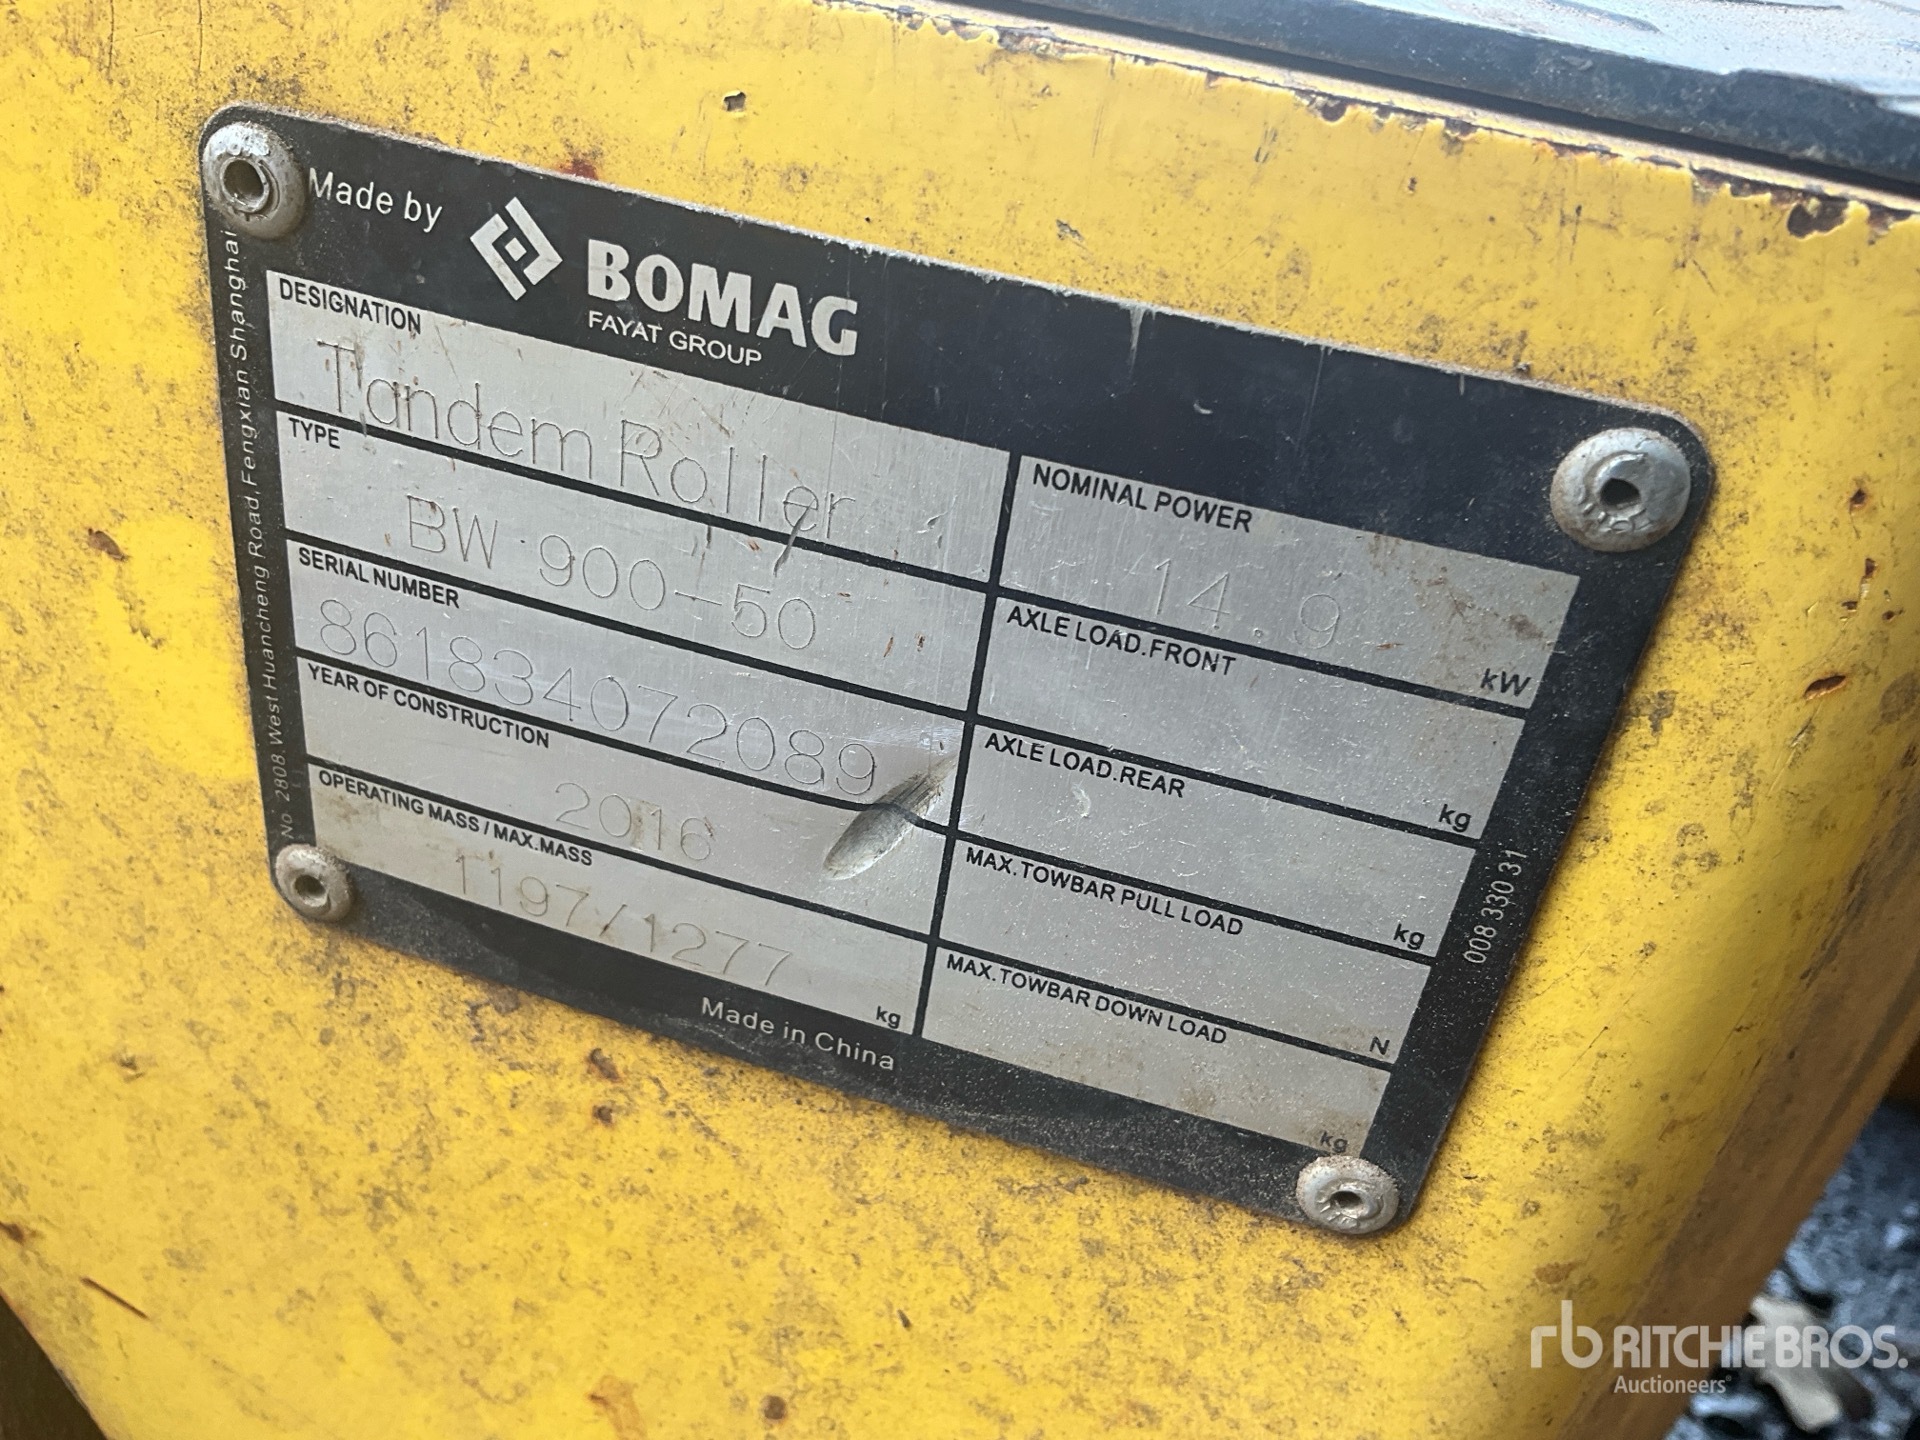 Made by
BOMAG
FAYAT GROUP
No 2808 West Huancheng Road, Fengxian Shanghai
DESIGNATION
Tandem Roller
TYPE
BW 900-50
SERIAL NUMBER
861834072089
YEAR OF CONSTRUCTION
2016
OPERATING MASS / MAX.MASS
1197/1277
kg
NOMINAL POWER
14.9
kW
AXLE LOAD.FRONT
kg
AXLE LOAD.REAR
kg
MAX.TOWBAR PULL LOAD
N
MAX.TOWBAR DOWN LOAD
kg
008 330 31
Made in China
rb RITCHIE BROS.
Auctioneers